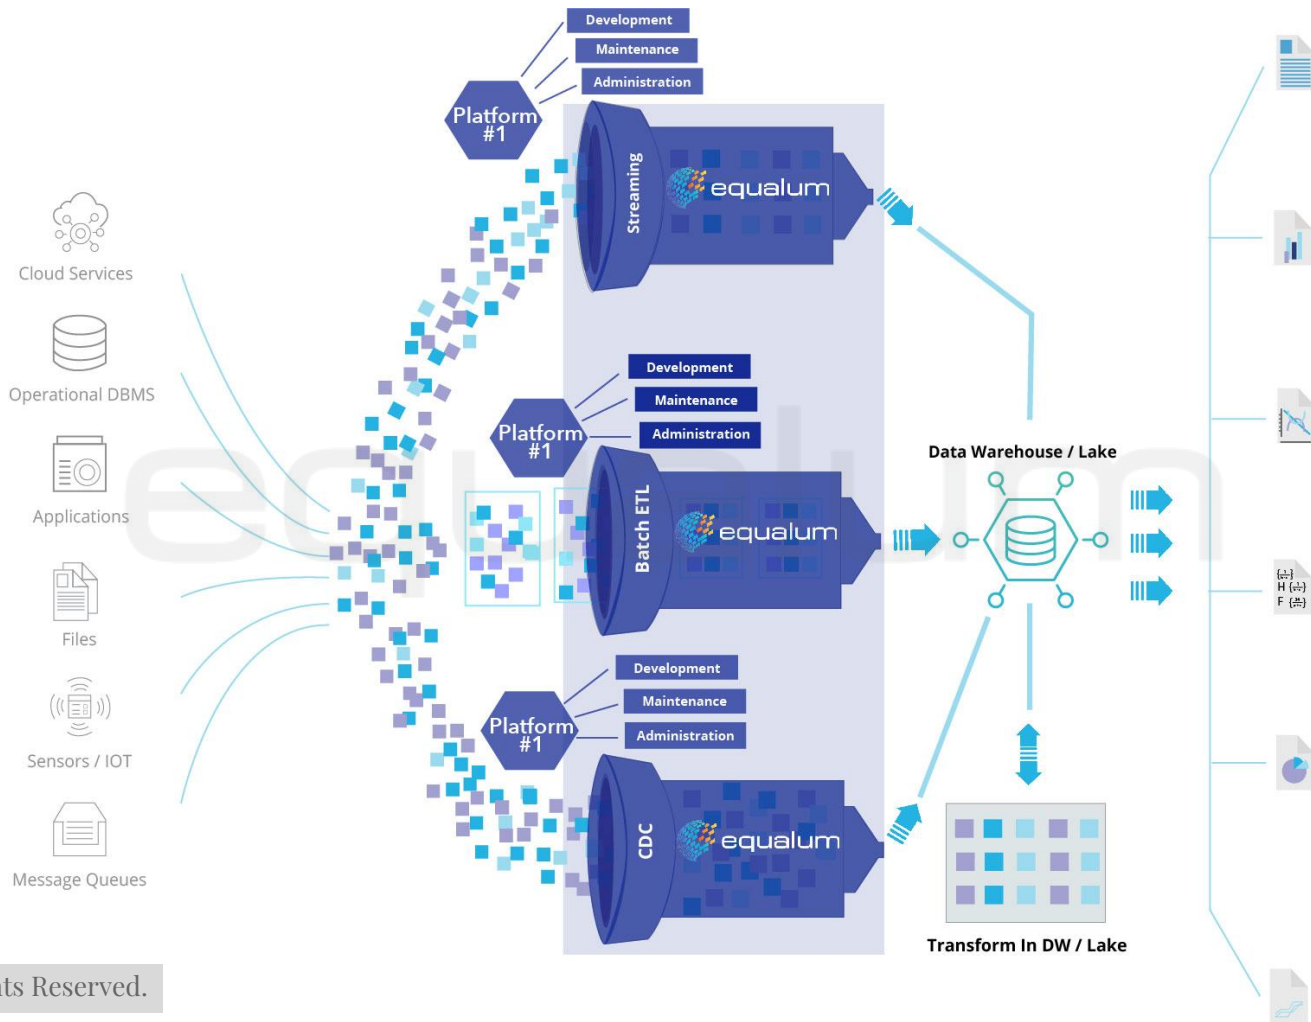 Development
Maintenance
Administration
Platform
#1
Streaming
equalum
Cloud Services
Operational DBMS
Applications
Files
Sensors / IOT
Message Queues
Development
Maintenance
Administration
Platform
#1
Batch ETL
equalum
equalum
Data Warehouse / Lake
Development
Maintenance
Administration
Platform
#1
CDC
equalum
Transform In DW / Lake
H
F
Reserved.